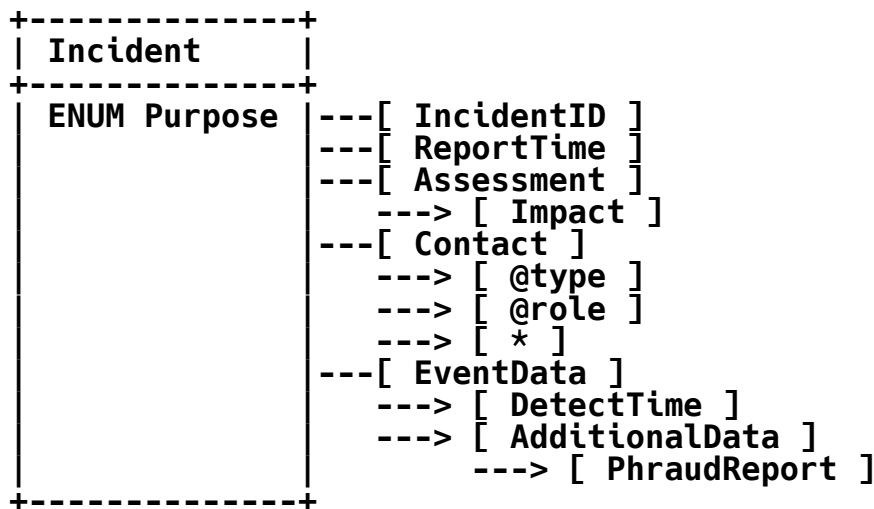 +--------------+
| Incident     |
+--------------+
| ENUM Purpose |---[ IncidentID ]
|              |---[ ReportTime ]
|              |---[ Assessment ]
|              |   ---> [ Impact ]
|              |---[ Contact ]
|              |   ---> [ @type ]
|              |   ---> [ @role ]
|              |   ---> [ * ]
|              |---[ EventData ]
|              |   ---> [ DetectTime ]
|              |   ---> [ AdditionalData ]
|              |        ---> [ PhraudReport ]
+--------------+